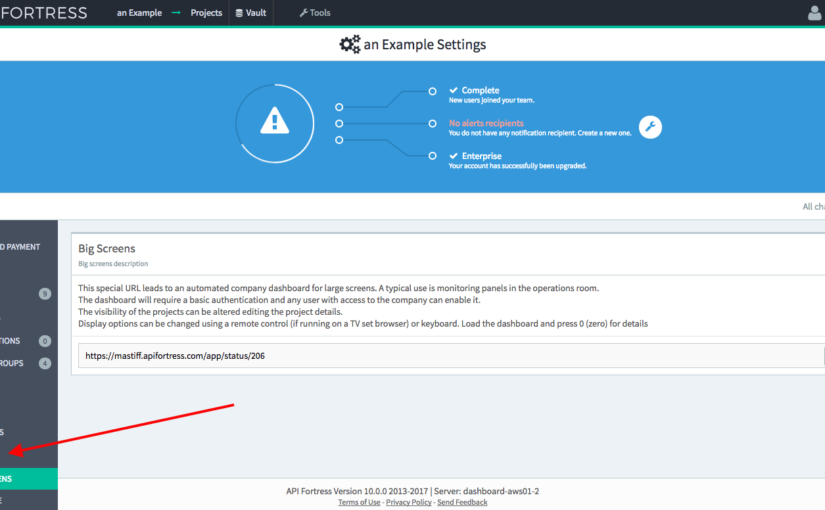 FORTRESS
an Example → Projects Vault Tools
an Example Settings
Complete
New users joined your team.
No alerts recipients
You do not have any notification recipient. Create a new one.
Enterprise
Your account has successfully been upgraded.
All cha
D PAYMENT
9
TIONS 0
ROUPS 4
S
ENS
E
Big Screens
Big screens description
This special URL leads to an automated company dashboard for large screens. A typical use is monitoring panels in the operations room.
The dashboard will require a basic authentication and any user with access to the company can enable it.
The visibility of the projects can be altered editing the project details.
Display options can be changed using a remote control (if running on a TV set browser) or keyboard. Load the dashboard and press 0 (zero) for details
https://mastiff.apifortress.com/app/status/206
API Fortress Version 10.0.0 2013-2017 | Server: dashboard-aws01-2
Terms of Use - Privacy Policy - Send Feedback